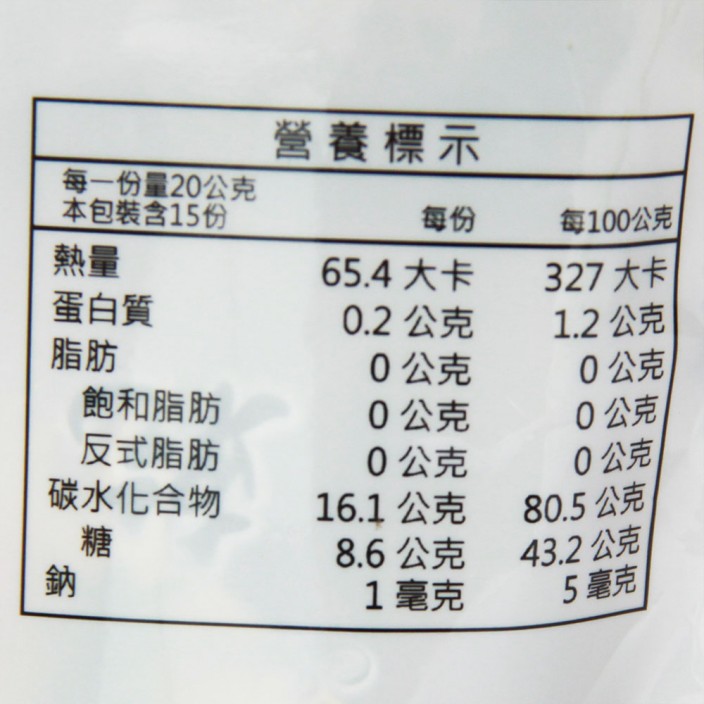 營養標示
每一份量20公克
本包裝含15份
每份 每100公克
熱量 65.4 大卡 327 大卡
蛋白質 0.2 公克 1.2 公克
脂肪 0 公克 0 公克
飽和脂肪 0 公克 0 公克
反式脂肪 0 公克 0 公克
碳水化合物 16.1 公克 80.5 公克
糖 8.6 公克 43.2 公克
鈉 1 毫克 5 毫克